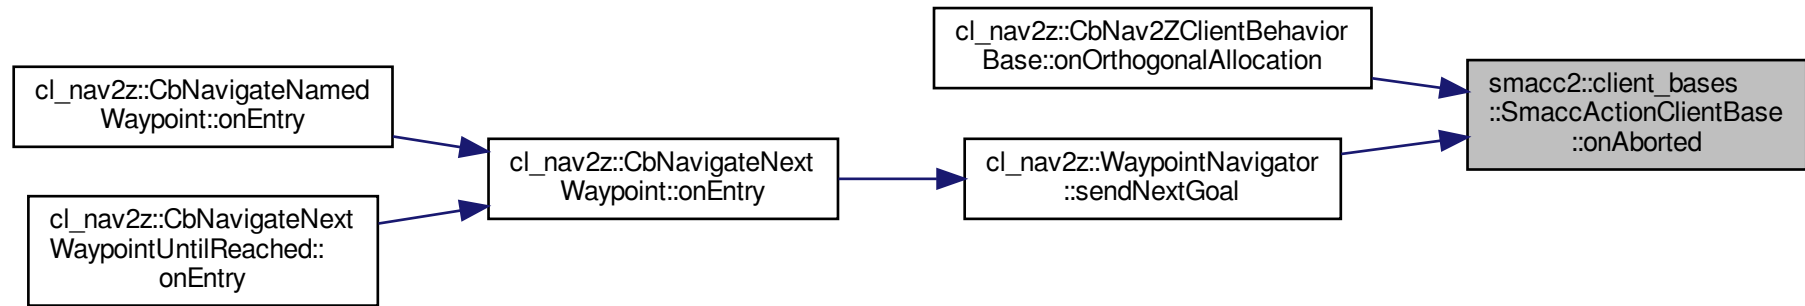 cl_nav2z::CbNavigateNamed
Waypoint::onEntry
cl_nav2z::CbNavigateNext
WaypointUntilReached::
onEntry
cl_nav2z::CbNavigateNext
Waypoint::onEntry
cl_nav2z::CbNav2ZClientBehavior
Base::onOrthogonalAllocation
cl_nav2z::WaypointNavigator
::sendNextGoal
smacc2::client_bases
::SmaccActionClientBase
::onAborted